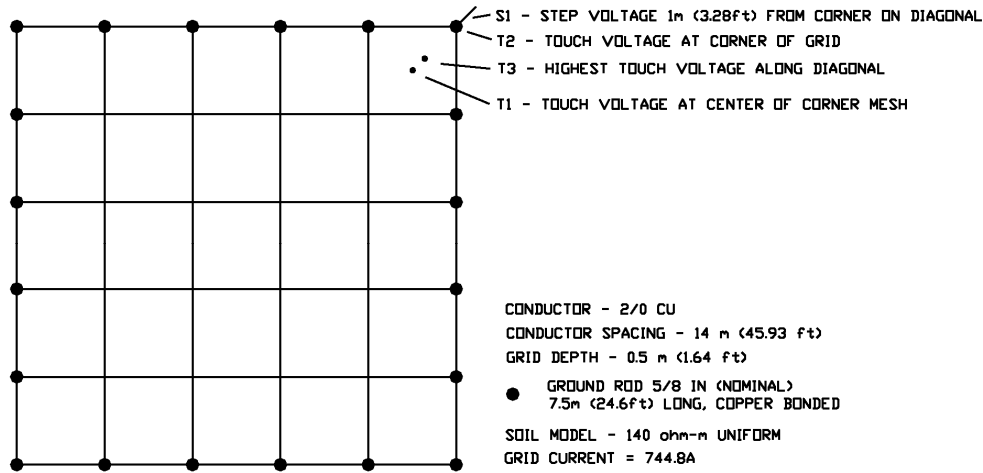 S1 - STEP VOLTAGE 1m (3.28ft) FROM CORNER ON DIAGONAL
T2 - TOUCH VOLTAGE AT CORNER OF GRID
T3 - HIGHEST TOUCH VOLTAGE ALONG DIAGONAL
T1 - TOUCH VOLTAGE AT CENTER OF CORNER MESH
CONDUCTOR - 2/0 CU
CONDUCTOR SPACING - 14 m (45.93 ft)
GRID DEPTH - 0.5 m (1.64 ft)
GROUND ROD 5/8 IN (NOMINAL)
7.5m (24.6ft) LONG, COPPER BONDED
SOIL MODEL - 140 ohm-m UNIFORM
GRID CURRENT = 744.8A